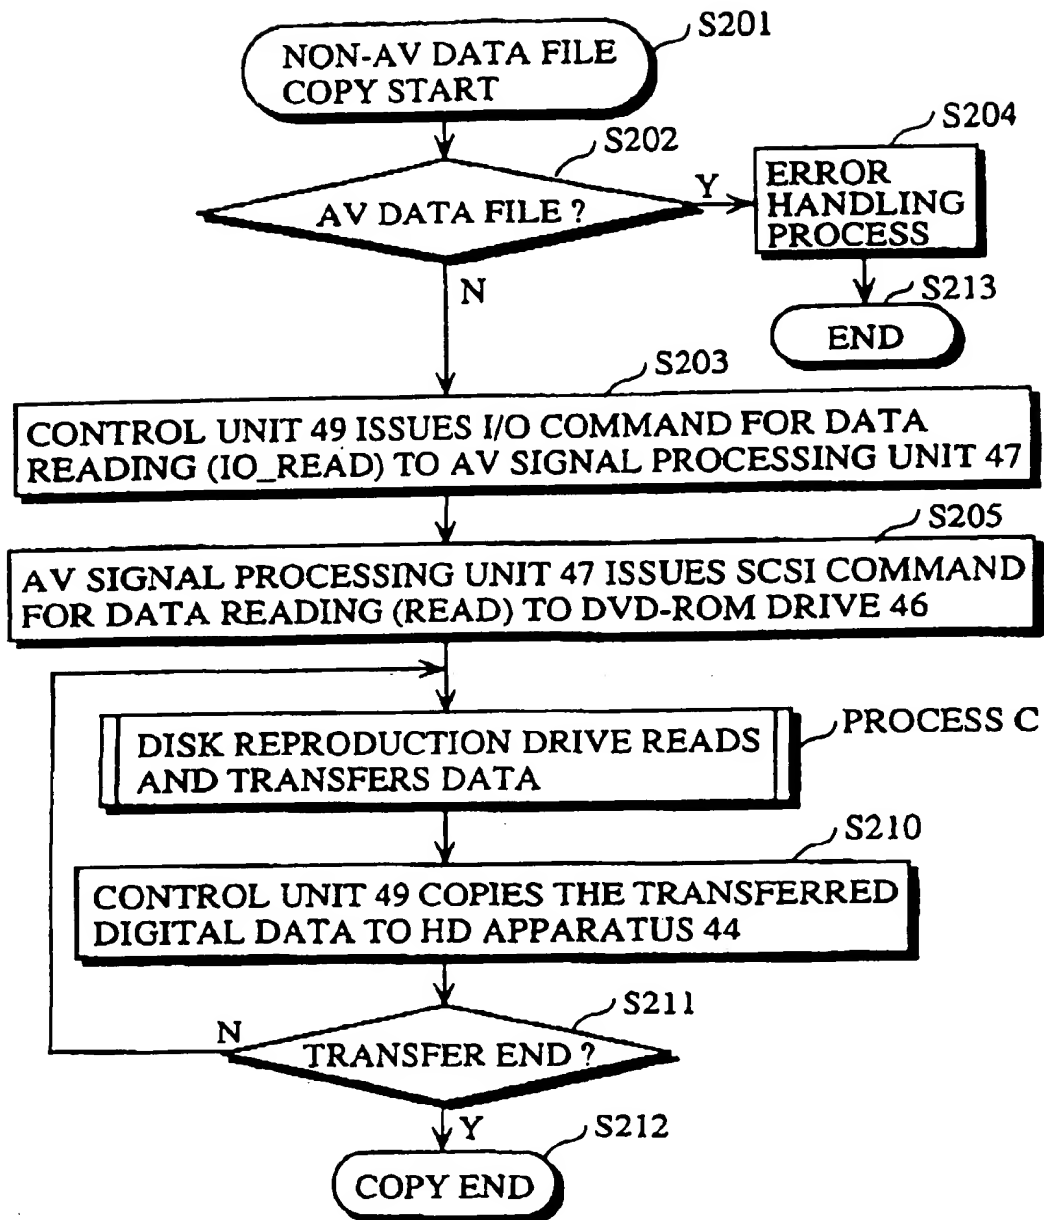 S201
NON-AV DATA FILE
COPY START
S202
AV DATA FILE ?
Y
N
S204
ERROR
HANDLING
PROCESS
S213
END
S203
CONTROL UNIT 49 ISSUES I/O COMMAND FOR DATA
READING (IO_READ) TO AV SIGNAL PROCESSING UNIT 47
S205
AV SIGNAL PROCESSING UNIT 47 ISSUES SCSI COMMAND
FOR DATA READING (READ) TO DVD-ROM DRIVE 46
PROCESS C
DISK REPRODUCTION DRIVE READS
AND TRANSFERS DATA
S210
CONTROL UNIT 49 COPIES THE TRANSFERRED
DIGITAL DATA TO HD APPARATUS 44
S211
N
TRANSFER END ?
Y
S212
COPY END